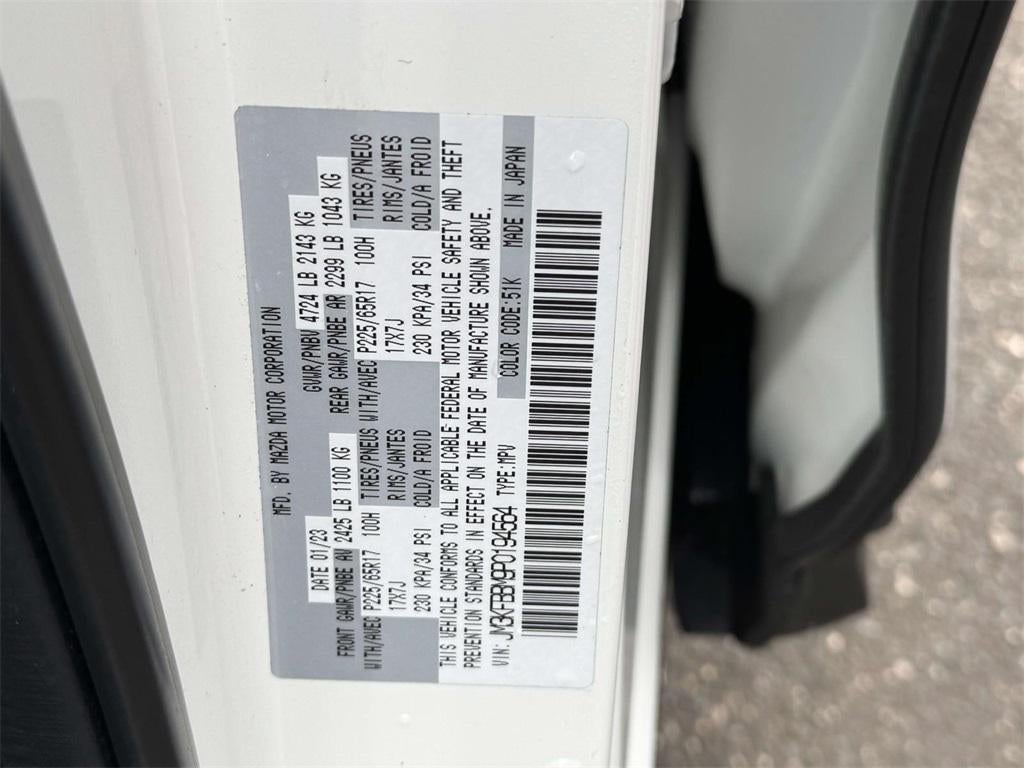 MFD. BY MAZDA MOTOR CORPORATION
DATE 01/23 GVWR/PNBV 4724 LB 2143 KG
FRONT GAWR/PNBE AV 2425 LB 1100 KG REAR GAWR/PNBE AR 2299 LB 1043 KG
WITH/AVEC P225/65R17 100H TIRES/PNEUS WITH/AVEC P225/65R17 100H TIRES/PNEUS
17X7J RIMS/JANTES 17X7J RIMS/JANTES
230 KPA/34 PSI COLD/A FROID 230 KPA/34 PSI COLD/A FROID
THIS VEHICLE CONFORMS TO ALL APPLICABLE FEDERAL MOTOR VEHICLE SAFETY AND THEFT
PREVENTION STANDARDS IN EFFECT ON THE DATE OF MANUFACTURE SHOWN ABOVE.
VIN: JM3KFBBM9P0194564 TYPE:MPV COLOR CODE:51K MADE IN JAPAN